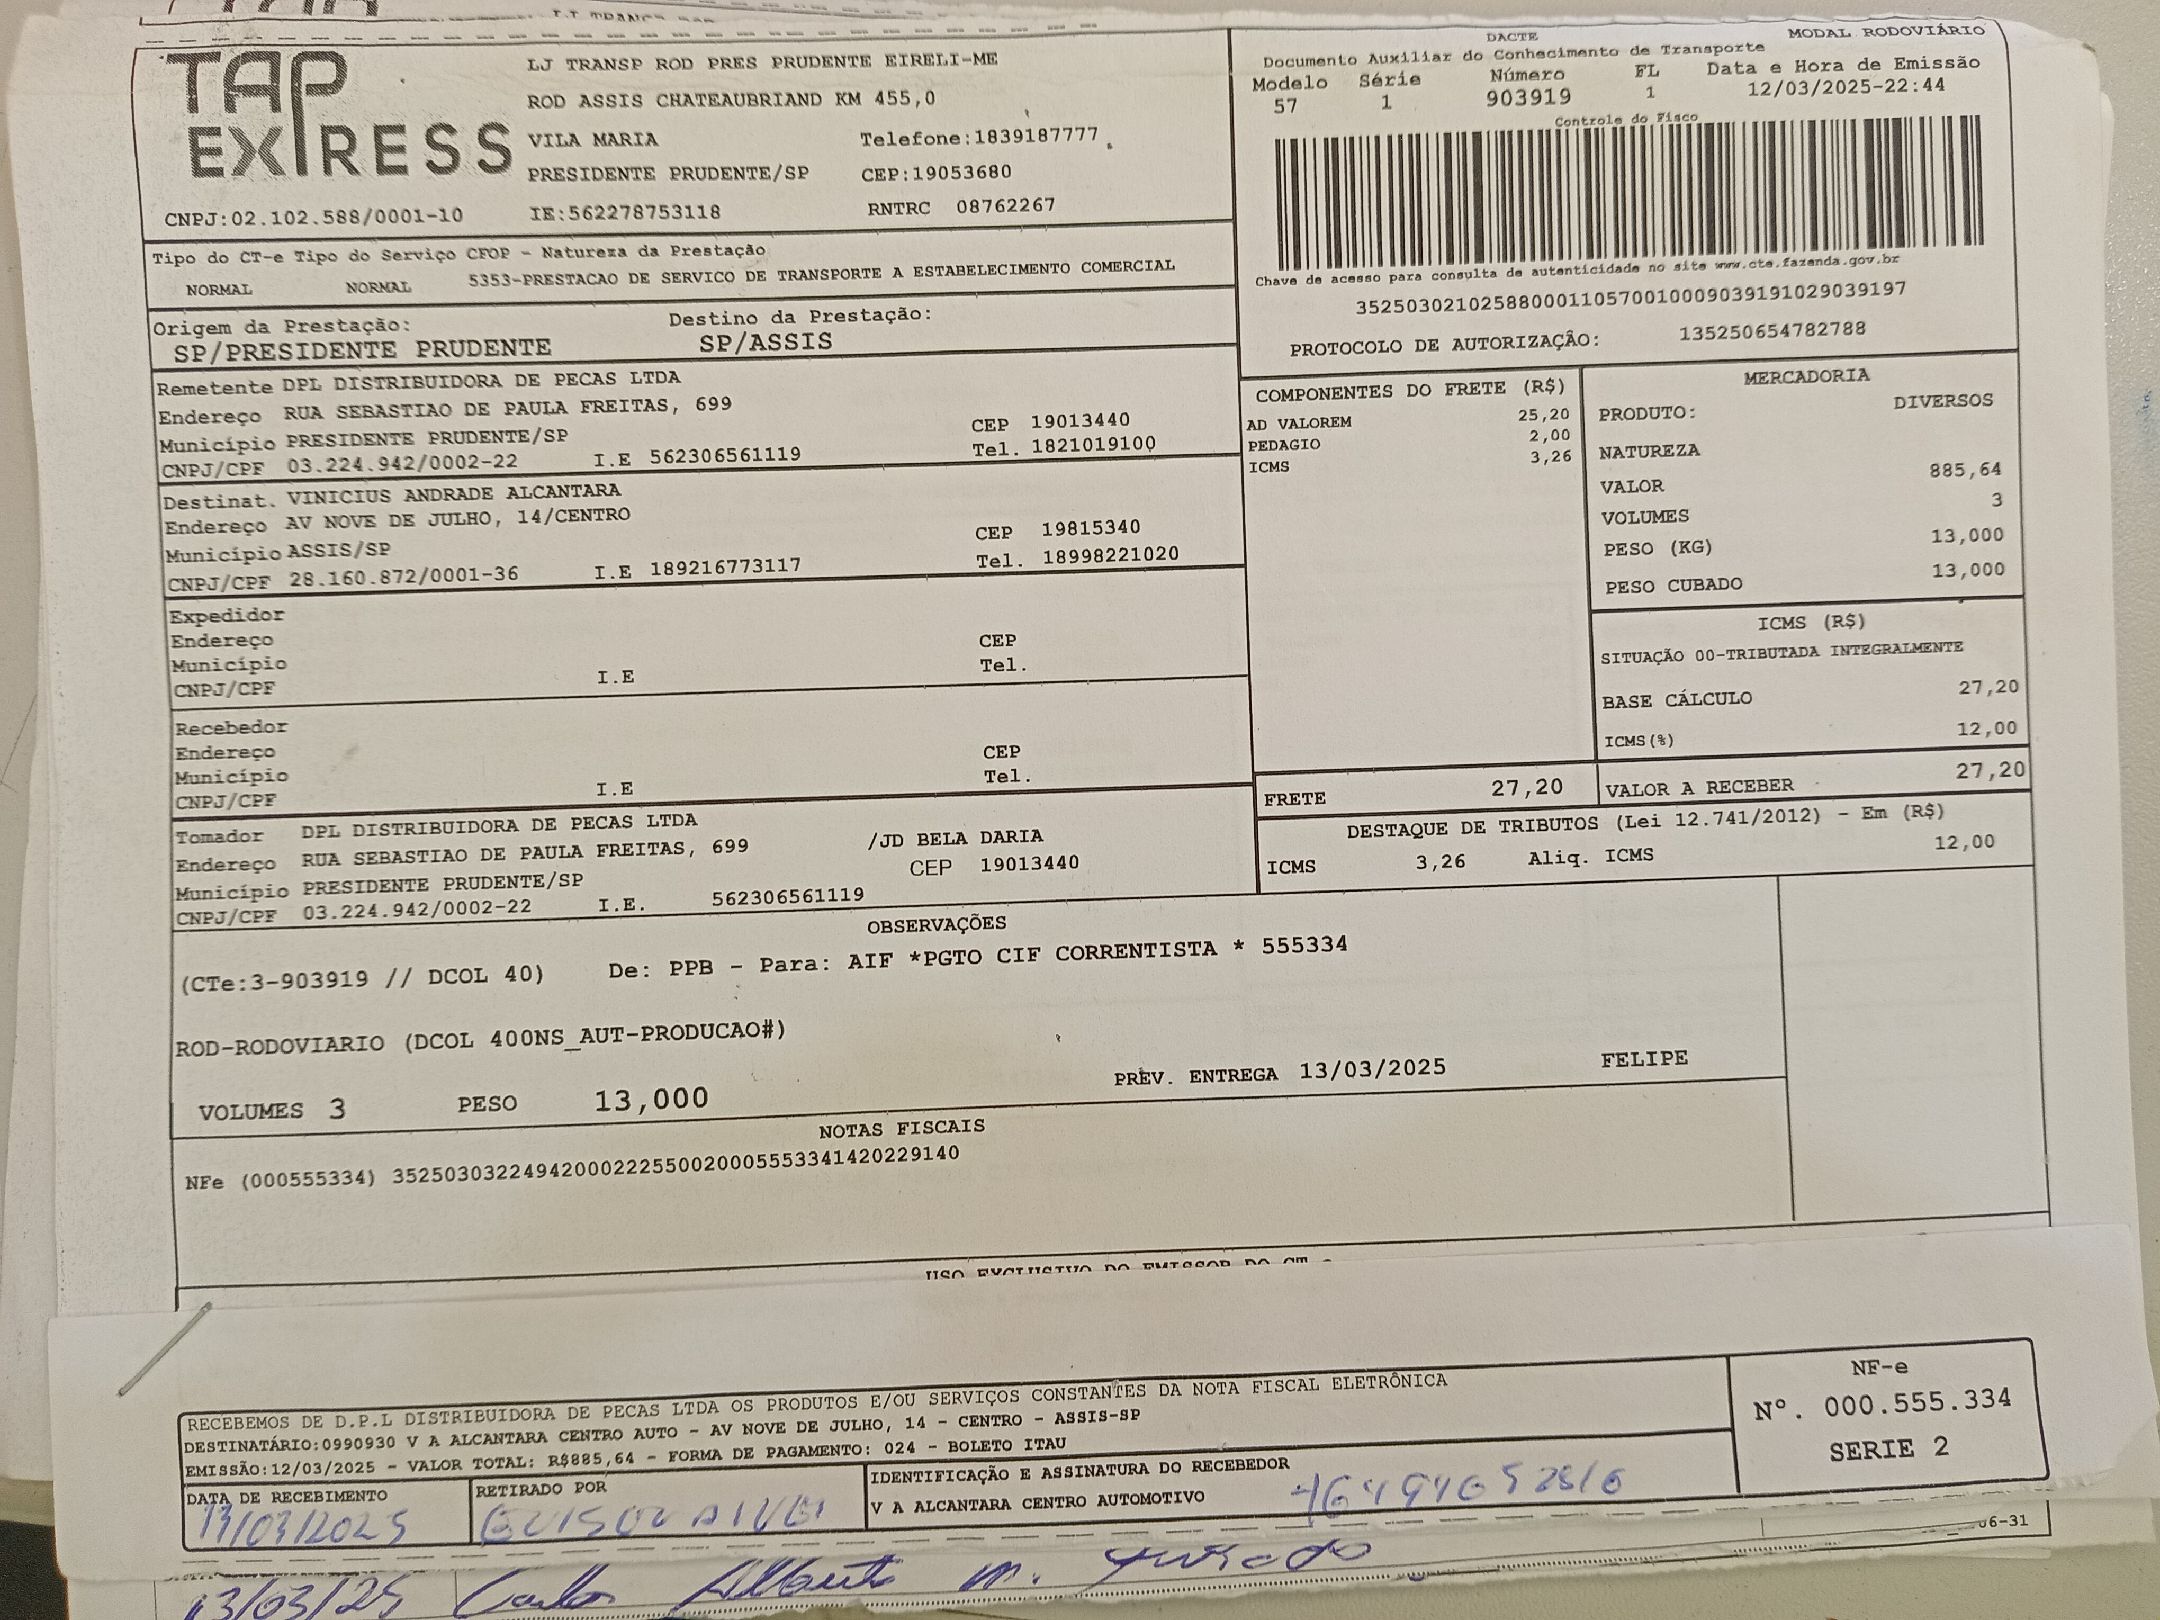 TAP
EXPRESS
LJ TRANSP ROD PRES PRUDENTE EIRELI-ME
ROD ASSIS CHATEAUBRIAND KM 455,0
VILA MARIA Telefone:1839187777
PRESIDENTE PRUDENTE/SP CEP:19053680
CNPJ:02.102.588/0001-10 IE:562278753118 RNTRC 08762267
DACTE MODAL RODOVIÁRIO
Documento Auxiliar do Conhecimento de Transporte
Modelo Série Número FL Data e Hora de Emissão
57 1 903919 1 12/03/2025-22:44
Controle do Fisco
Chave de acesso para consulta de autenticidade no site www.cte.fazenda.gov.br
35250302102588000110570010009039191029039197
PROTOCOLO DE AUTORIZAÇÂO: 135250654782788
Tipo do CT-e Tipo do Serviço CFOP - Natureza da Prestação
NORMAL NORMAL 5353-PRESTACAO DE SERVICO DE TRANSPORTE A ESTABELECIMENTO COMERCIAL
Origem da Prestação: Destino da Prestação:
SP/PRESIDENTE PRUDENTE SP/ASSIS
Remetente DPL DISTRIBUIDORA DE PECAS LTDA
Endereço RUA SEBASTIAO DE PAULA FREITAS, 699
Município PRESIDENTE PRUDENTE/SP CEP 19013440
CNPJ/CPF 03.224.942/0002-22 I.E 562306561119 Tel. 1821019100
Destinat. VINICIUS ANDRADE ALCANTARA
Endereço AV NOVE DE JULHO, 14/CENTRO
Município ASSIS/SP CEP 19815340
CNPJ/CPF 28.160.872/0001-36 I.E 189216773117 Tel. 18998221020
Expedidor
Endereço CEP
Município Tel.
CNPJ/CPF I.E
Recebedor
Endereço CEP
Município Tel.
CNPJ/CPF I.E
Tomador DPL DISTRIBUIDORA DE PECAS LTDA
Endereço RUA SEBASTIAO DE PAULA FREITAS, 699 /JD BELA DARIA
Município PRESIDENTE PRUDENTE/SP CEP 19013440
CNPJ/CPF 03.224.942/0002-22 I.E. 562306561119
COMPONENTES DO FRETE (R$)
AD VALOREM 25,20
PEDAGIO 2,00
ICMS 3,26
MERCADORIA
PRODUTO: DIVERSOS
NATUREZA
VALOR 885,64
VOLUMES 3
PESO (KG) 13,000
PESO CUBADO 13,000
ICMS (R$)
SITUAÇÃO 00-TRIBUTADA INTEGRALMENTE
BASE CÁLCULO 27,20
ICMS(%) 12,00
FRETE 27,20 VALOR A RECEBER 27,20
DESTAQUE DE TRIBUTOS (Lei 12.741/2012) - Em (R$)
ICMS 3,26 Aliq. ICMS 12,00
OBSERVAÇÕES
(CTe:3-903919 // DCOL 40) De: PPB - Para: AIF *PGTO CIF CORRENTISTA * 555334
ROD-RODOVIARIO (DCOL 400NS_AUT-PRODUCAO#)
PREV. ENTREGA 13/03/2025 FELIPE
VOLUMES 3 PESO 13,000
NOTAS FISCAIS
NFe (000555334) 35250303224942000222550020005553341420229140
USO EXCLUSIVO DO EMISSOR DO CT-e
RECEBEMOS DE D.P.L DISTRIBUIDORA DE PECAS LTDA OS PRODUTOS E/OU SERVIÇOS CONSTANTES DA NOTA FISCAL ELETRÔNICA
DESTINATÁRIO:0990930 V A ALCANTARA CENTRO AUTO - AV NOVE DE JULHO, 14 - CENTRO - ASSIS-SP
EMISSÃO:12/03/2025 - VALOR TOTAL: R$885,64 - FORMA DE PAGAMENTO: 024 - BOLETO ITAU
NF-e
Nº. 000.555.334
SERIE 2
DATA DE RECEBIMENTO RETIRADO POR IDENTIFICAÇÃO E ASSINATURA DO RECEBEDOR
13/03/2025 V A ALCANTARA CENTRO AUTOMOTIVO
06-31
13/03/25 Carlos Alberto M.